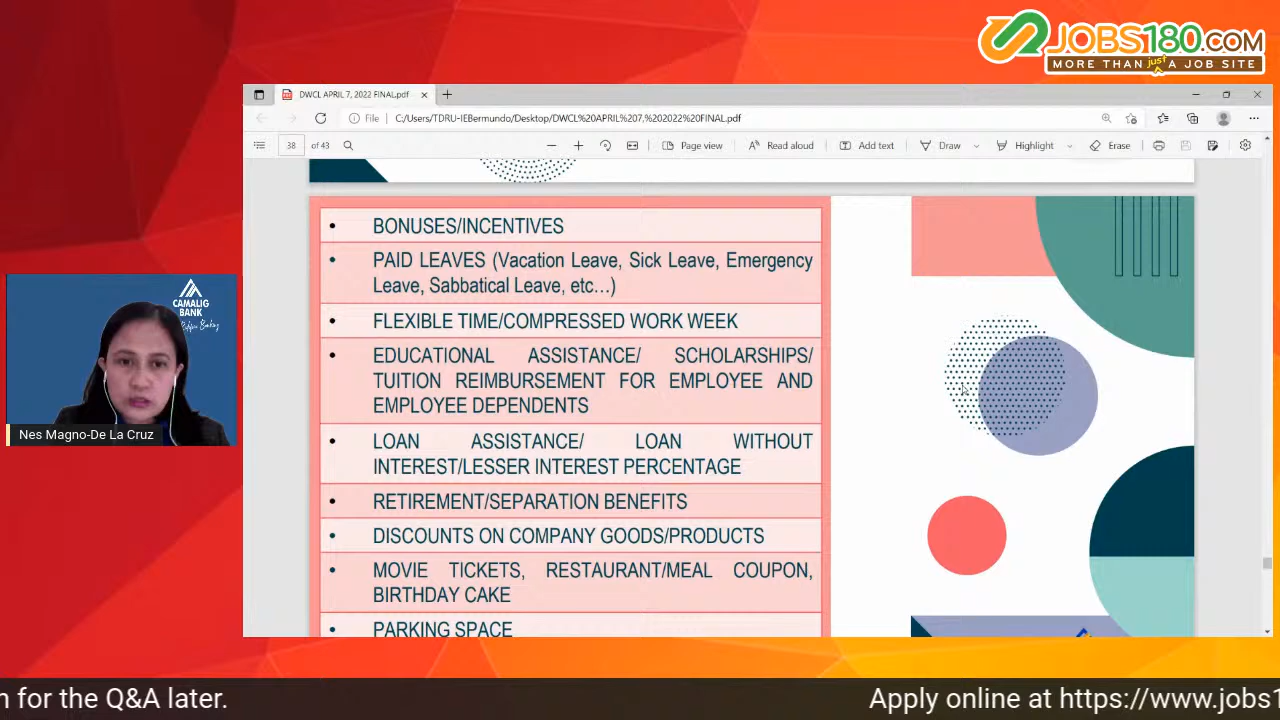 JOBS180.COM
MORE THAN just A JOB SITE
DWCL APRIL 7, 2022 FINAL.pdf
File
C:/Users/TDRU-IEBermundo/Desktop/DWCL%20APRIL%207,%202022%20FINAL.pdf
38 of 43
Page view
Read aloud
Add text
Draw
Highlight
Erase
• BONUSES/INCENTIVES
• PAID LEAVES (Vacation Leave, Sick Leave, Emergency
Leave, Sabbatical Leave, etc…)
• FLEXIBLE TIME/COMPRESSED WORK WEEK
• EDUCATIONAL ASSISTANCE/ SCHOLARSHIPS/
TUITION REIMBURSEMENT FOR EMPLOYEE AND
EMPLOYEE DEPENDENTS
• LOAN ASSISTANCE/ LOAN WITHOUT
INTEREST/LESSER INTEREST PERCENTAGE
• RETIREMENT/SEPARATION BENEFITS
• DISCOUNTS ON COMPANY GOODS/PRODUCTS
• MOVIE TICKETS, RESTAURANT/MEAL COUPON,
BIRTHDAY CAKE
• PARKING SPACE
CAMALIG
BANK
Nes Magno-De La Cruz
n for the Q&A later.
Apply online at https://www.jobs1